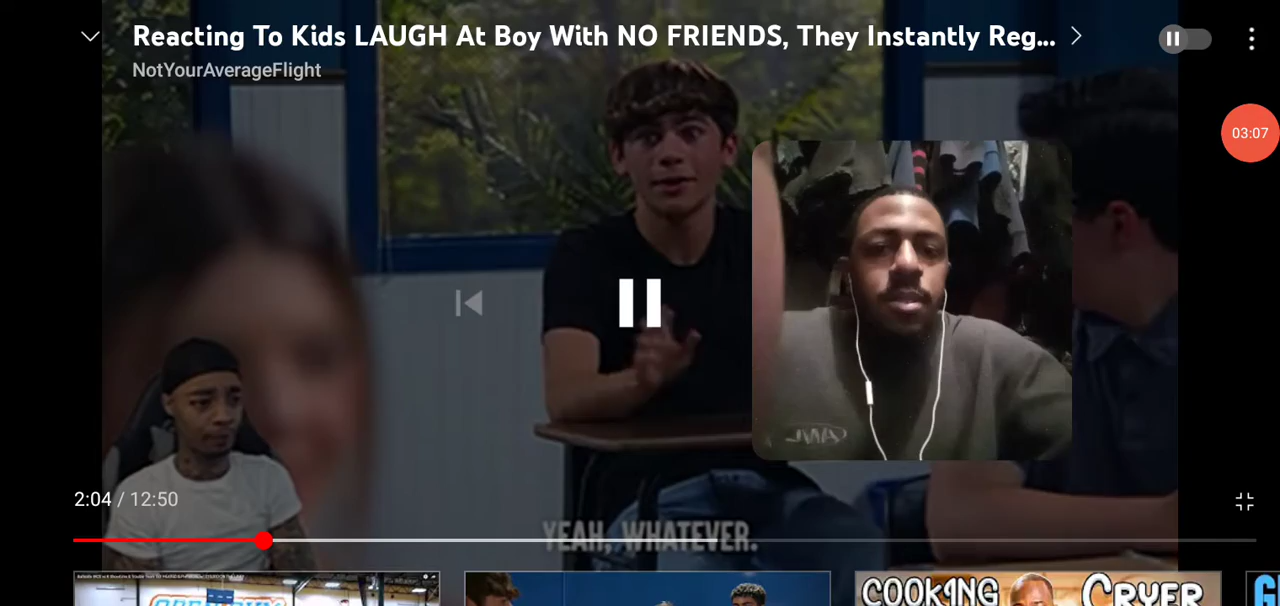 Reacting To Kids LAUGH At Boy With NO FRIENDS, They Instantly Reg...
NotYourAverageFlight
03:07
2:04 / 12:50
YEAH, WHATEVER.
COOKING
CRYER